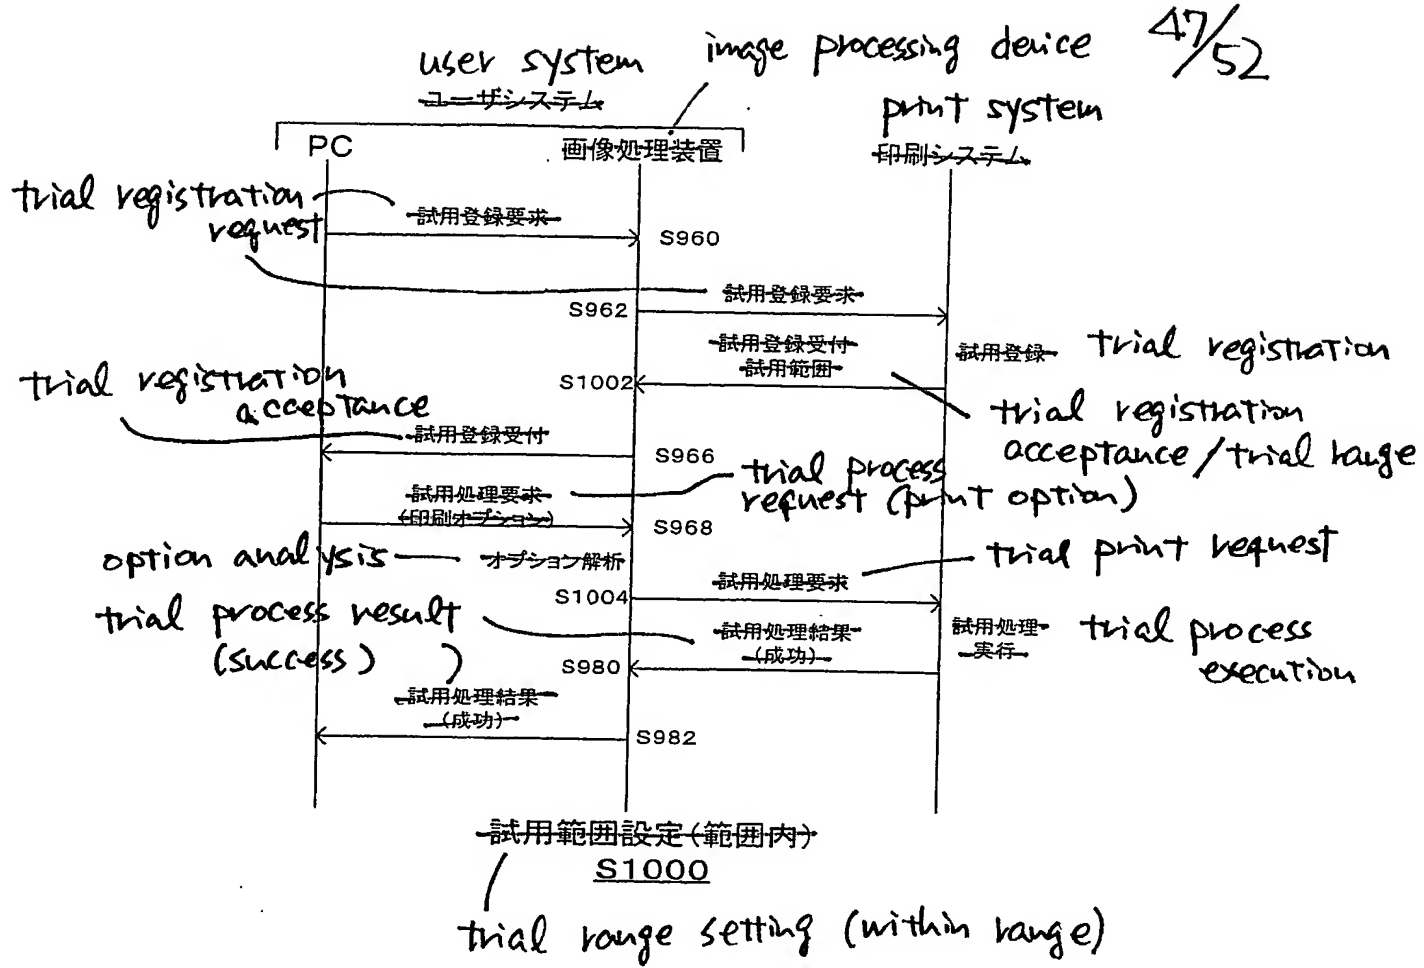 47/52
user system
image processing device
ユーザシステム
print system
PC
画像処理装置
印刷システム
trial registration
request
試用登録要求
S960
試用登録要求
S962
試用登録受付
試用範囲
試用登録
trial registration
S1002
trial registration
acceptance
trial registration
acceptance/trial range
試用登録受付
S966
試用処理要求
(印刷オプション)
trial process
request (print option)
S968
option analysis
オプション解析
trial print request
試用処理要求
S1004
trial process result
(success)
試用処理結果
(成功)
試用処理
実行
trial process
execution
S980
試用処理結果
(成功)
S982
試用範囲設定(範囲内)
S1000
trial range setting (within range)